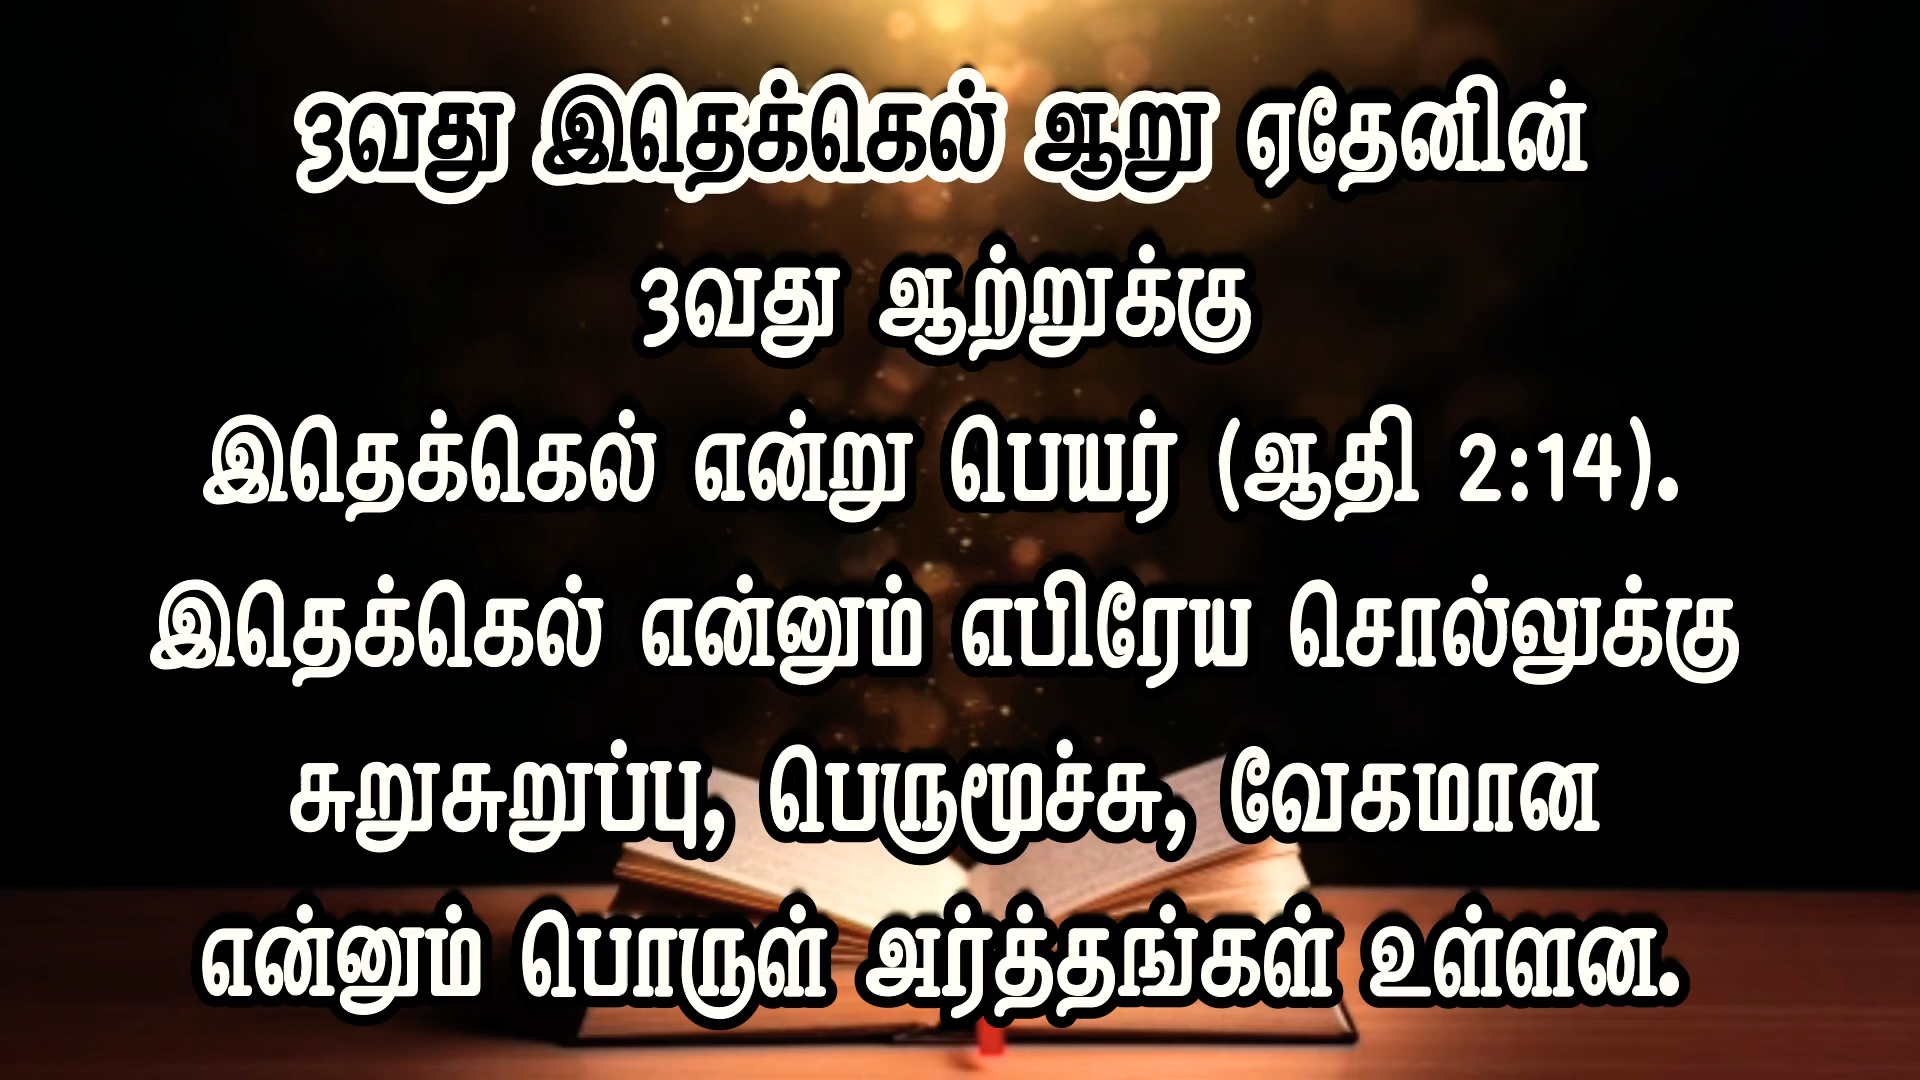 3வது இதெக்கெல் ஆறு ஏதேனின்
3வது ஆற்றுக்கு
இதெக்கெல் என்று பெயர் (ஆதி 2:14).
இதெக்கெல் என்னும் எபிரேய சொல்லுக்கு
சுறுசுறுப்பு, பெருமூச்சு, வேகமான
என்னும் பொருள் அர்த்தங்கள் உள்ளன.